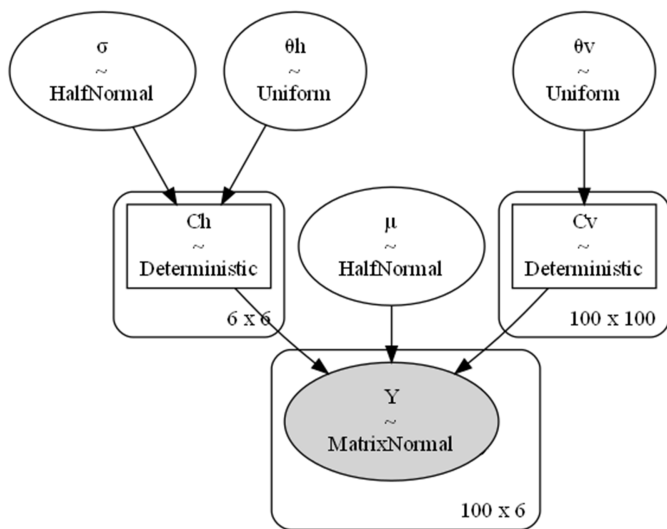 σ
~
HalfNormal
θh
~
Uniform
θv
~
Uniform
Ch
~
Deterministic
6 x 6
μ
~
HalfNormal
Cv
~
Deterministic
100 x 100
Y
~
MatrixNormal
100 x 6